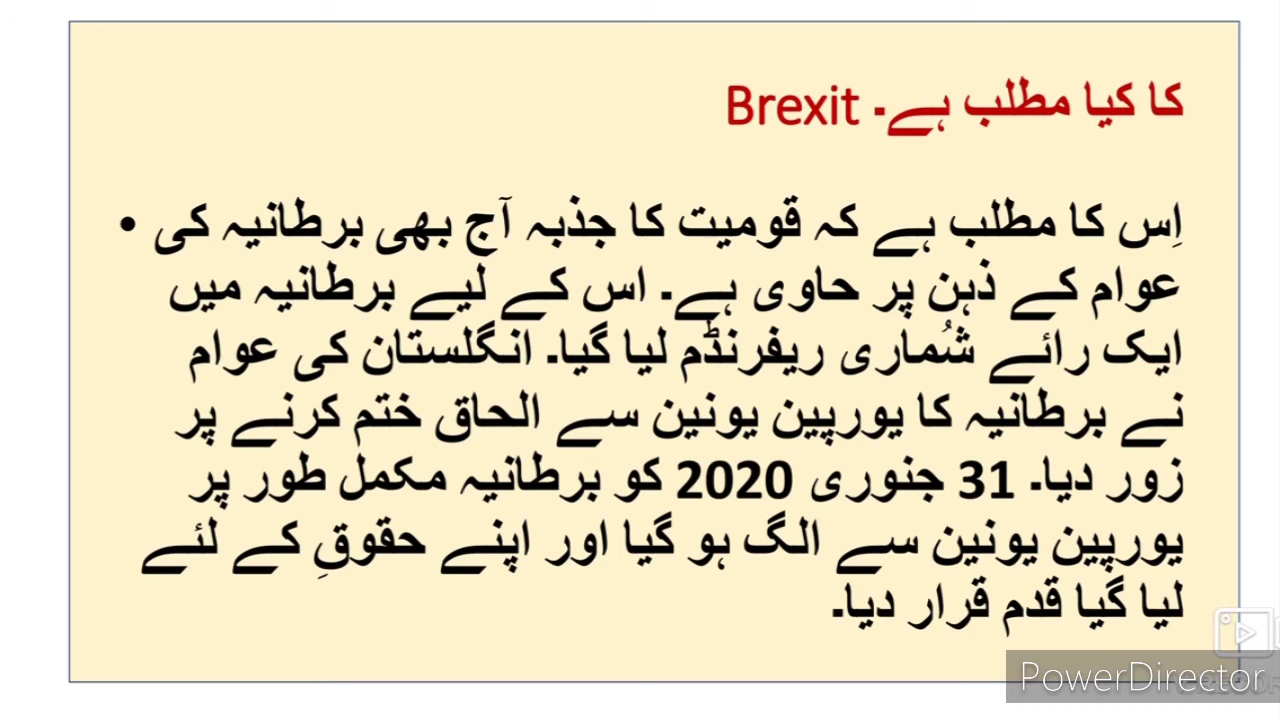 کا کیا مطلب ہے۔ Brexit
• اِس کا مطلب ہے کہ قومیت کا جذبہ آج بھی برطانیہ کی
عوام کے ذہن پر حاوی ہے۔ اس کے لیے برطانیہ میں
ایک رائے شُماری ریفرنڈم لیا گیا۔ انگلستان کی عوام
نے برطانیہ کا یورپین یونین سے الحاق ختم کرنے پر
زور دیا۔ 31 جنوری 2020 کو برطانیہ مکمل طور پر
یورپین یونین سے الگ ہو گیا اور اپنے حقوقِ کے لئے
لیا گیا قدم قرار دیا۔
PowerDirector